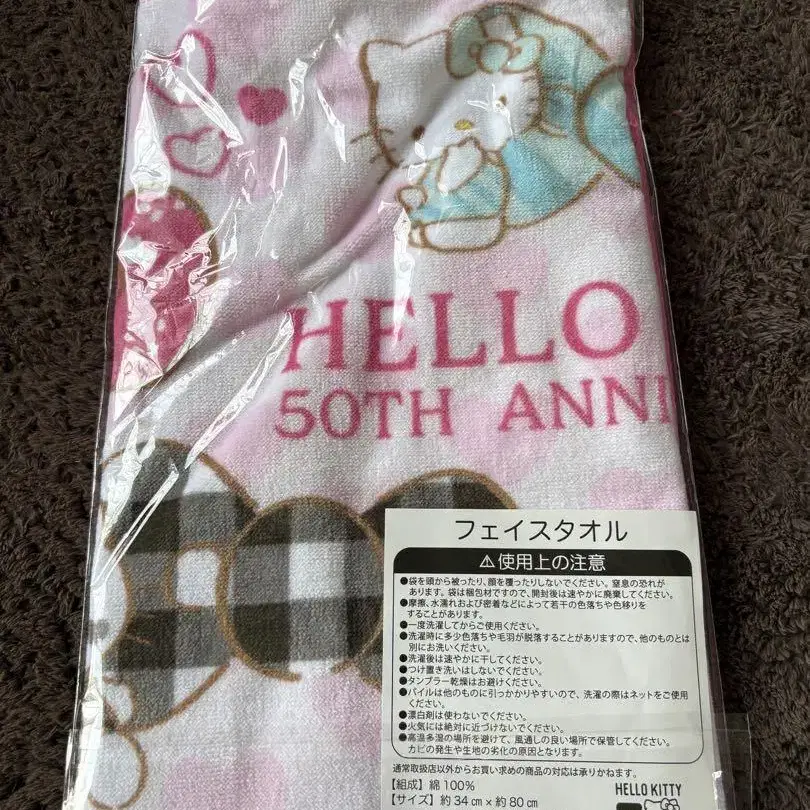 HELLO
50TH ANNI
フェイスタオル
⚠使用上の注意
●袋を頭から被ったり、顔を覆ったりしないでください。窒息の恐れが
あります。袋は梱包材ですので、開封後は速やかに廃棄してください。
●摩擦、水濡れおよび密着などによって若干の色落ちや色移りを
することがあります。
●一度洗濯してからご使用ください。
●洗濯時に多少色落ちや毛羽が脱落することがありますので、他のものとは
別にお洗いください。
●洗濯後は速やかに干してください。
●つけ置き洗いはしないでください。
●タンブラー乾燥はお避けください。
●パイルは他のものに引っかかりやすいので、洗濯の際はネットをご使用
ください。
●漂白剤は使わないでください。
●火気には絶対に近づけないでください。
●高温多湿の場所を避けて、風通しの良い場所で保管してください。
カビの発生や生地の劣化の原因となります。
通常取扱店以外からお買い求めの商品の対応は承りかねます。
【組成】綿 100%
HELLO KITTY
【サイズ】約 34cm × 約 80cm